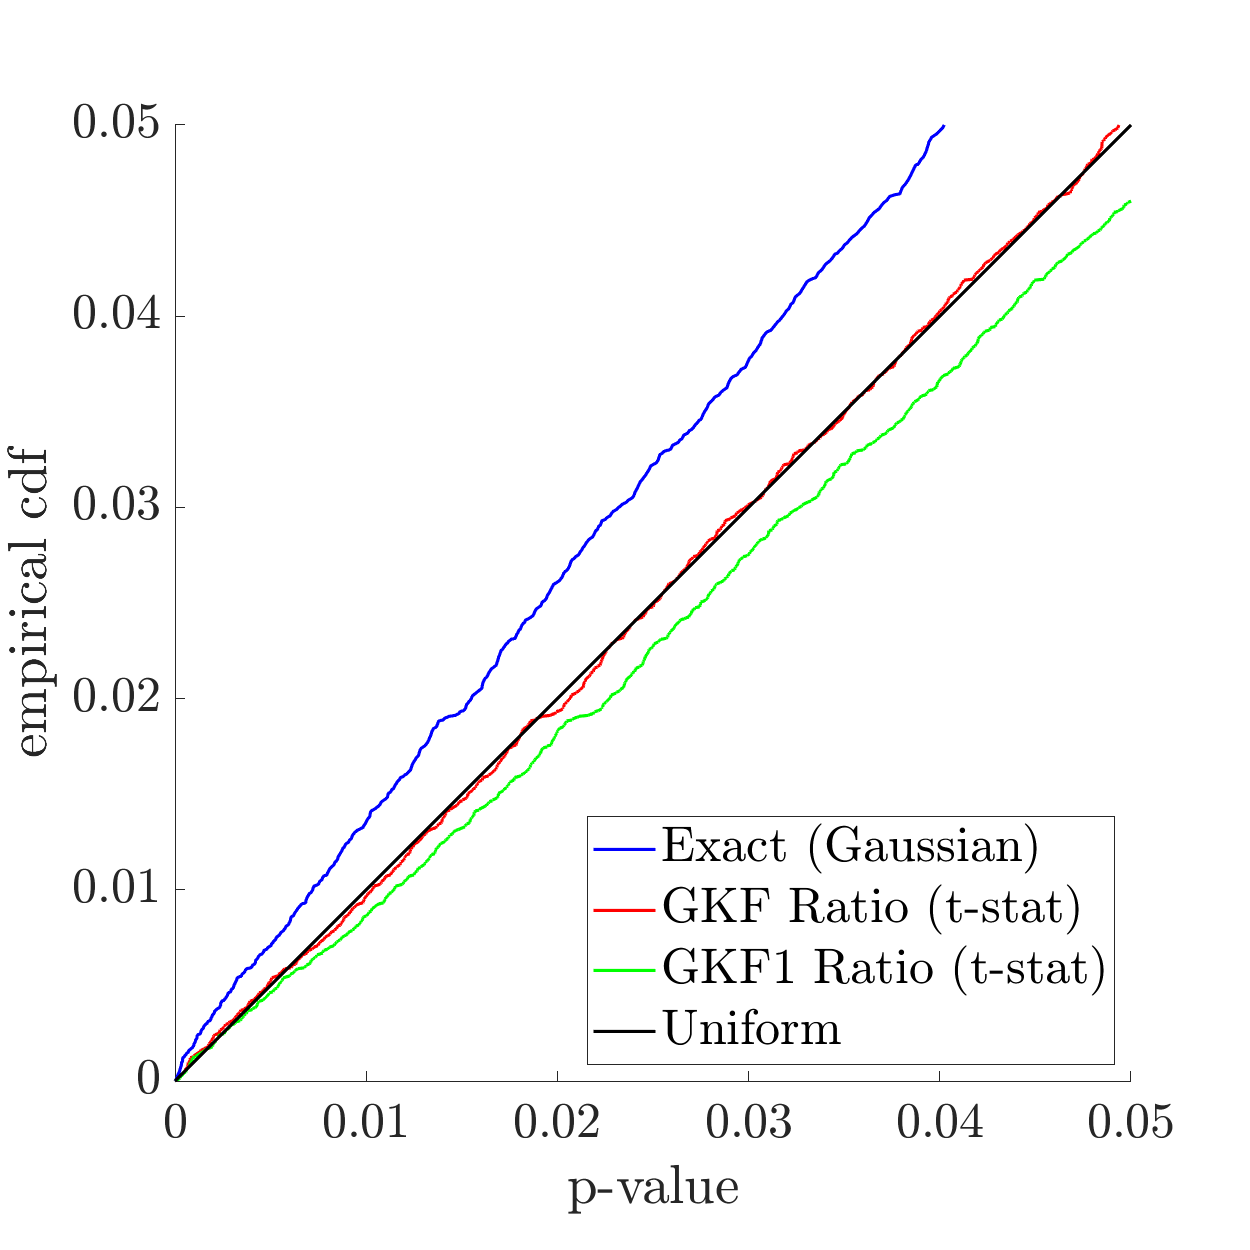 0.05
0.04
0.03
0.02
0.01
0
empirical cdf
Exact (Gaussian)
GKF Ratio (t-stat)
GKF1 Ratio (t-stat)
Uniform
0 0.01 0.02 0.03 0.04 0.05
p-value